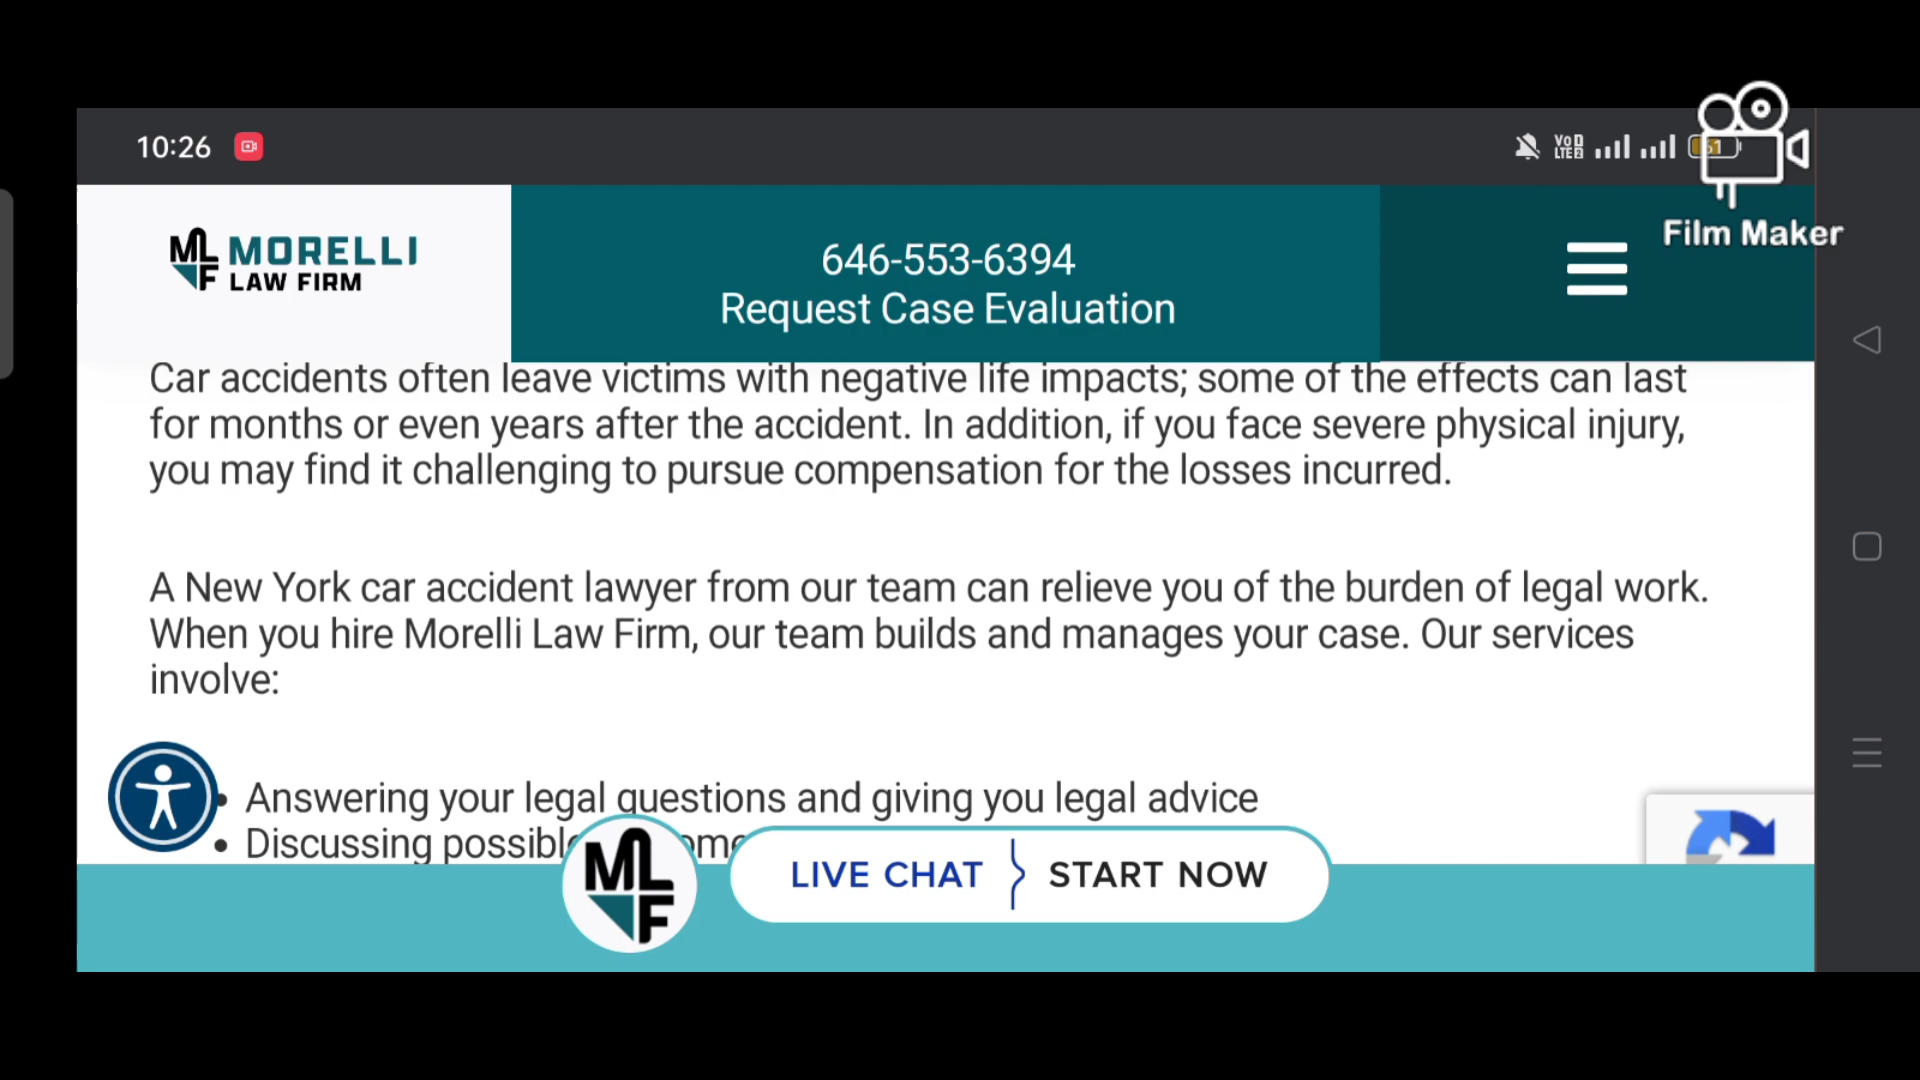 10:26
VoD LTE2
51
Film Maker
MLF MORELLI
LAW FIRM
646-553-6394
Request Case Evaluation
Car accidents often leave victims with negative life impacts; some of the effects can last
for months or even years after the accident. In addition, if you face severe physical injury,
you may find it challenging to pursue compensation for the losses incurred.
A New York car accident lawyer from our team can relieve you of the burden of legal work.
When you hire Morelli Law Firm, our team builds and manages your case. Our services
involve:
• Answering your legal questions and giving you legal advice
• Discussing
MLF
LIVE CHAT START NOW